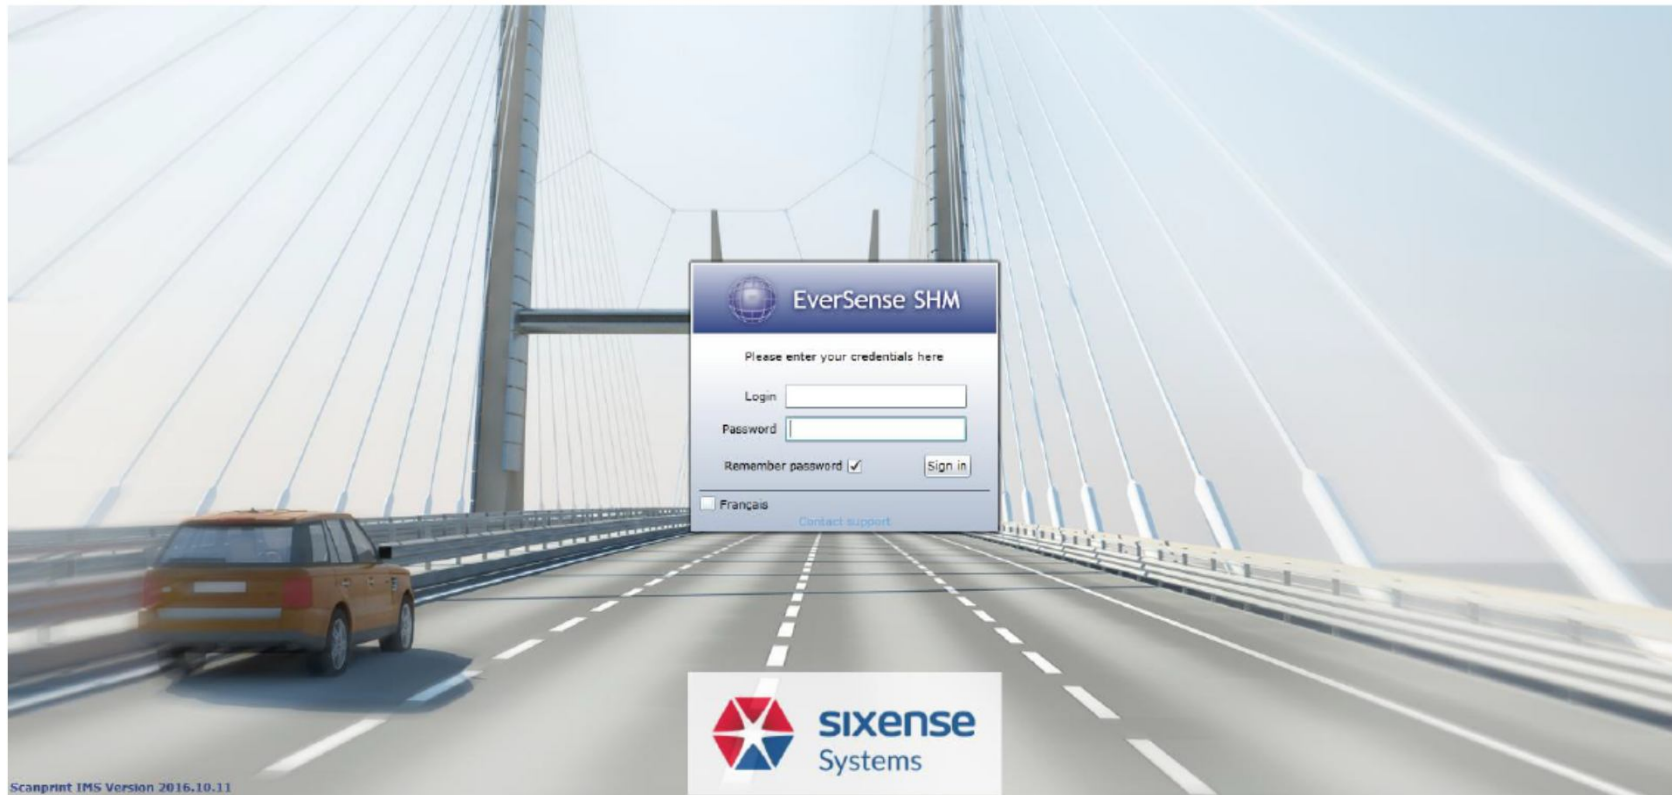 EverSense SHM
Please enter your credentials here
Login
Password
Remember password
Sign in
Français
Contact support
sixense
Systems
Scanprint IMS Version 2016.10.11